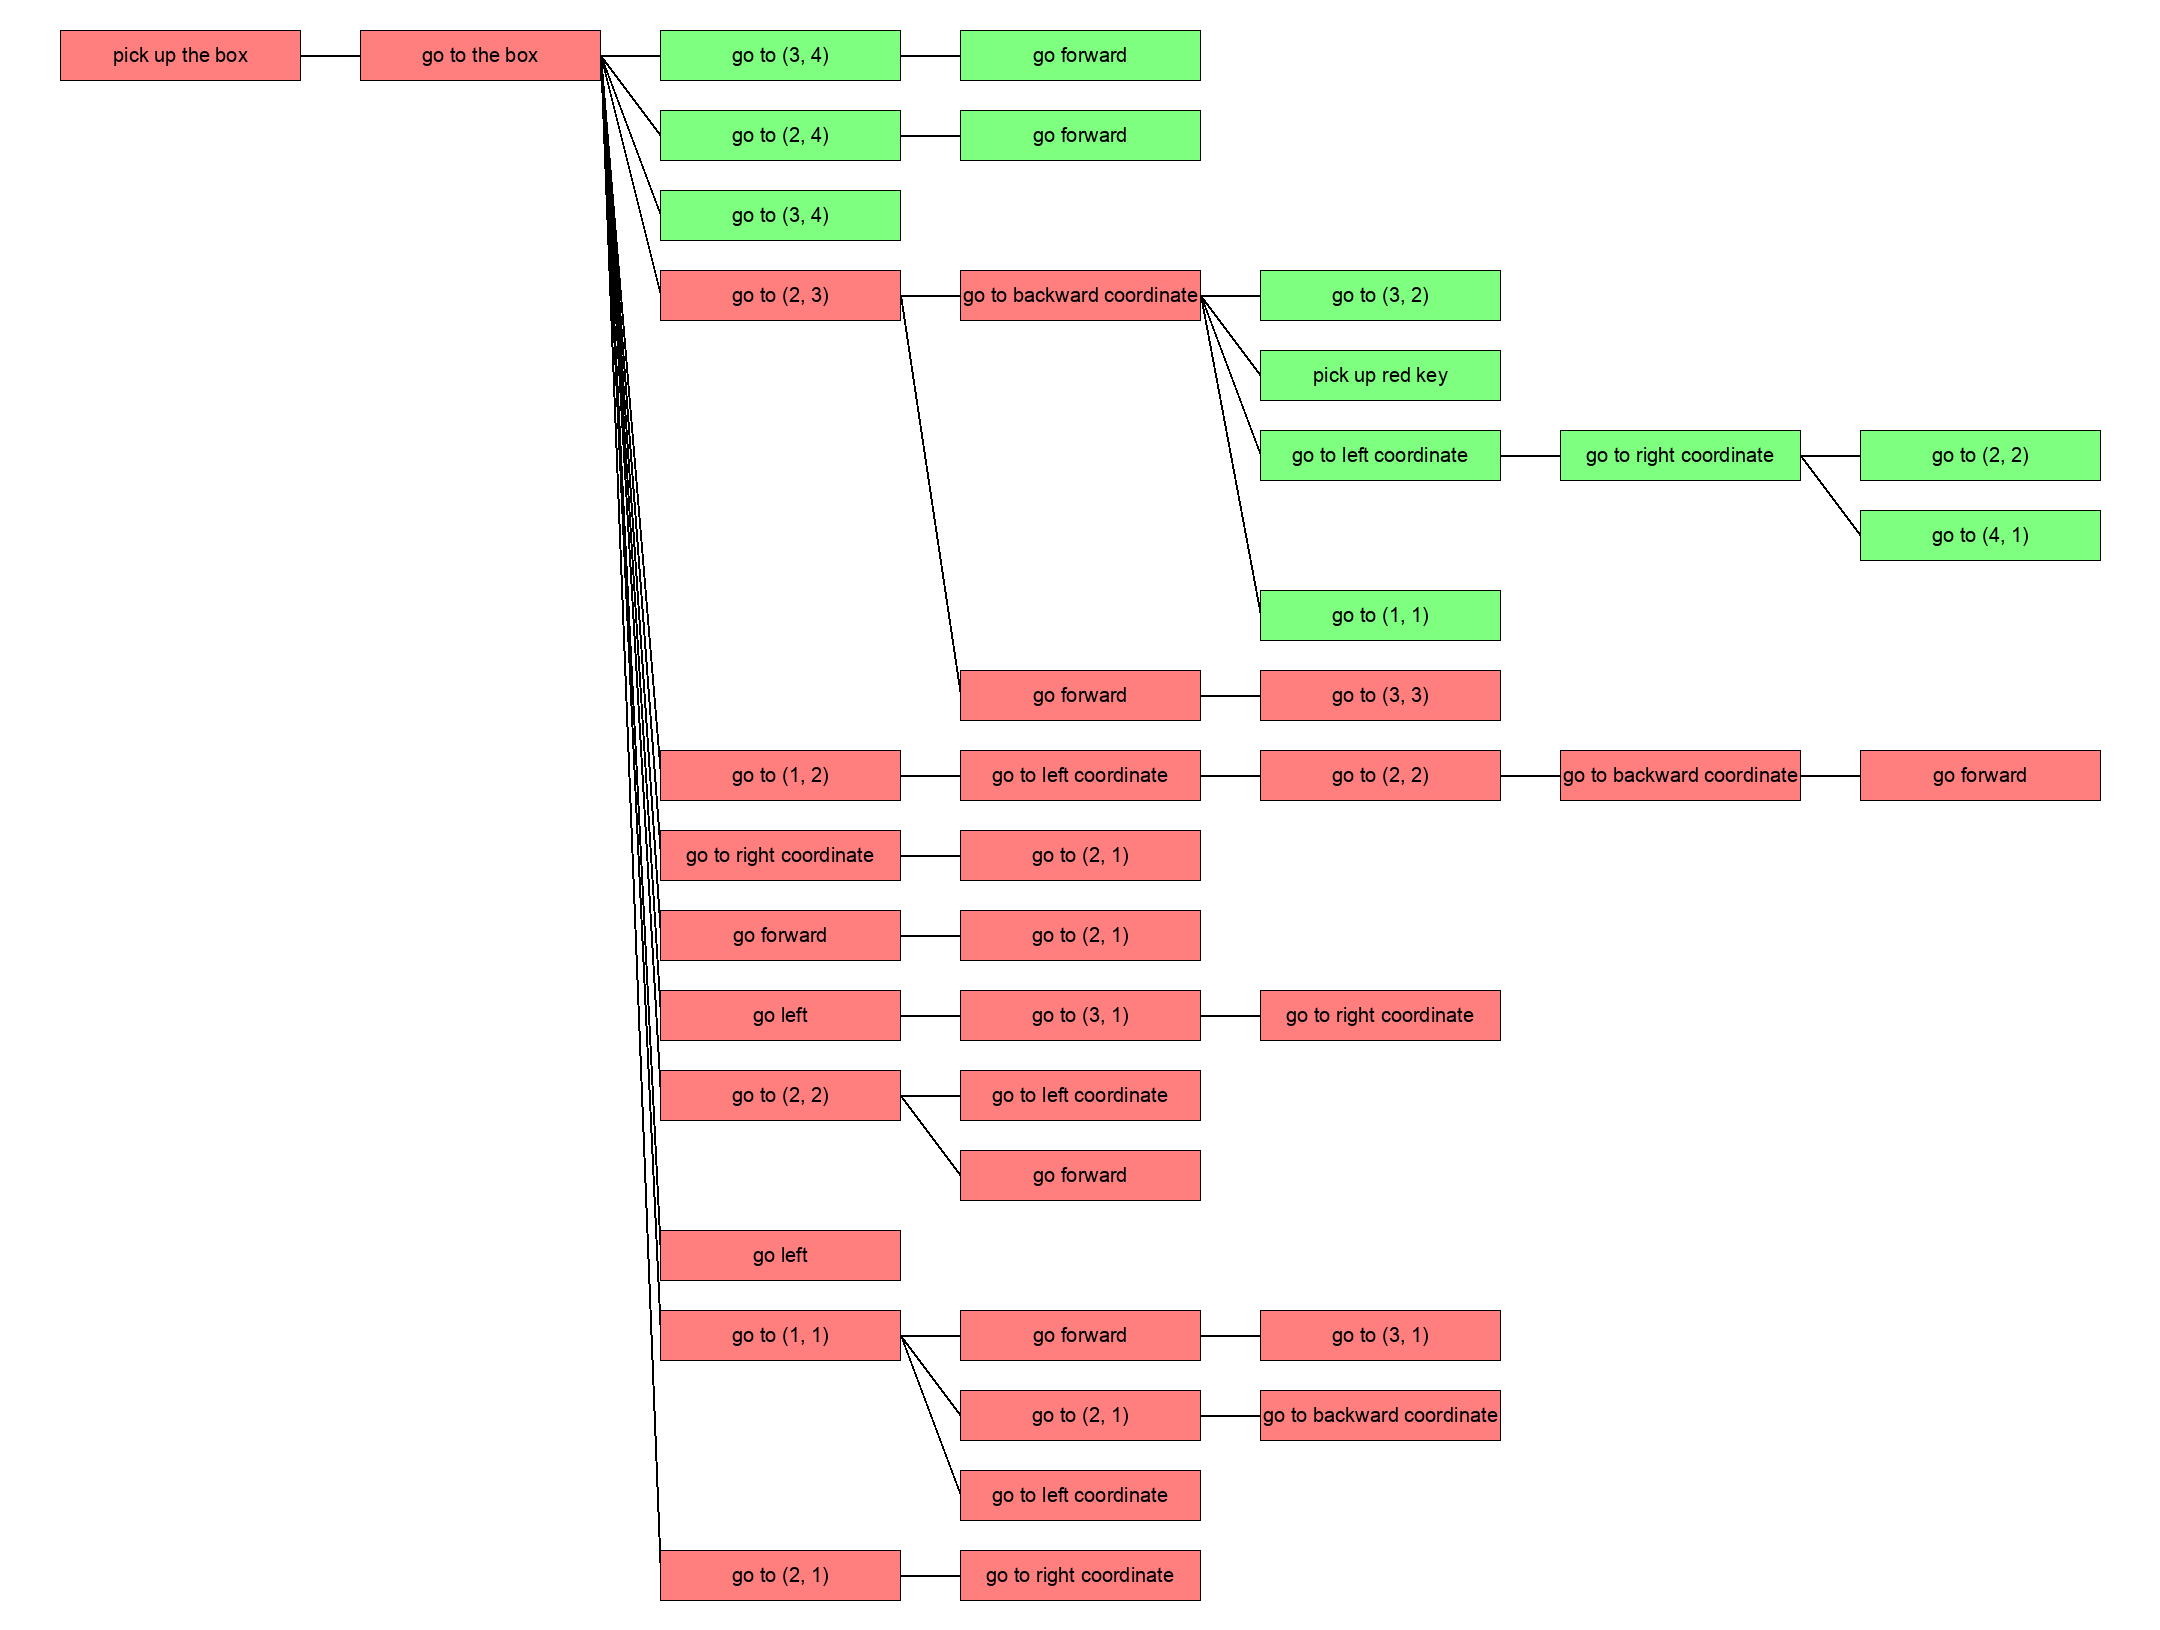 pick up the box
go to the box
go to (3, 4)
go forward
go to (2, 4)
go forward
go to (3, 4)
go to (2, 3)
go to backward coordinate
go to (3, 2)
pick up red key
go to left coordinate
go to right coordinate
go to (2, 2)
go to (4, 1)
go to (1, 1)
go forward
go to (3, 3)
go to (1, 2)
go to left coordinate
go to (2, 2)
go to backward coordinate
go forward
go to right coordinate
go to (2, 1)
go forward
go to (2, 1)
go left
go to (3, 1)
go to right coordinate
go to (2, 2)
go to left coordinate
go forward
go left
go to (1, 1)
go forward
go to (3, 1)
go to (2, 1)
go to backward coordinate
go to left coordinate
go to (2, 1)
go to right coordinate